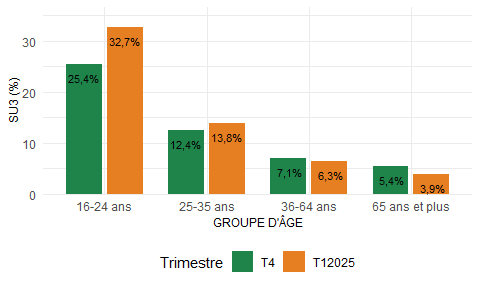 SU3 (%)
30
20
10
0
25,4%
32,7%
12,4%
13,8%
7,1%
6,3%
5,4%
3,9%
16-24 ans
25-35 ans
36-64 ans
65 ans et plus
GROUPE D'ÂGE
Trimestre T4 T12025